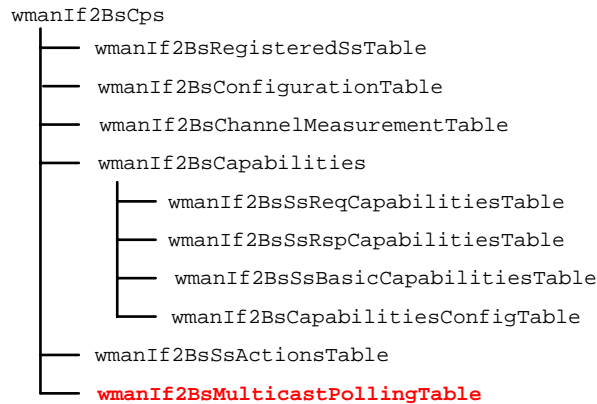 wmanIf2BsCps
wmanIf2BsRegisteredSsTable
wmanIf2BsConfigurationTable
wmanIf2BsChannelMeasurementTable
wmanIf2BsCapabilities
wmanIf2BsSsReqCapabilitiesTable
wmanIf2BsSsRspCapabilitiesTable
wmanIf2BsSsBasicCapabilitiesTable
wmanIf2BsCapabilitiesConfigTable
wmanIf2BsSsActionsTable
wmanIf2BsMulticastPollingTable